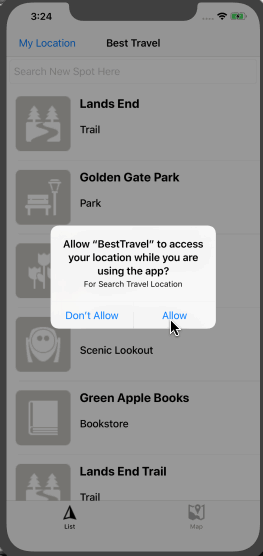 3:24
My Location
Best Travel
Search New Spot Here
Lands End
Trail
Golden Gate Park
Park
Allow “BestTravel” to access
your location while you are
using the app?
For Search Travel Location
Don’t Allow
Allow
Scenic Lookout
Green Apple Books
Bookstore
Lands End Trail
Trail
List
Map